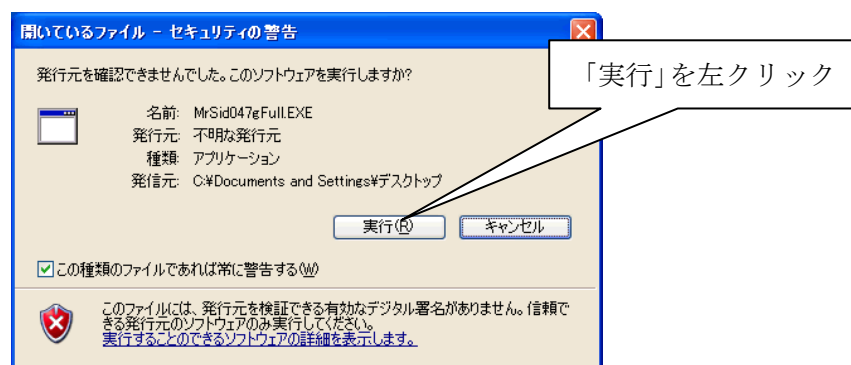 開いているファイル - セキュリティの警告
「実行」を左クリック
発行元を確認できませんでした。このソフトウェアを実行しますか?
名前: MrSid047gFull.EXE
発行元: 不明な発行元
種類: アプリケーション
発信元: C:¥Documents and Settings¥デスクトップ
実行(R) キャンセル
この種類のファイルであれば常に警告する(W)
このファイルには、発行元を検証できる有効なデジタル署名がありません。信頼で
きる発行元のソフトウェアのみ実行してください。
実行することのできるソフトウェアの詳細を表示します。